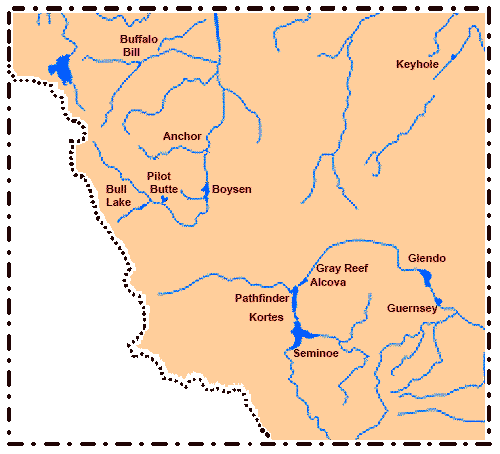 Buffalo
Bill
Keyhole
Anchor
Pilot
Butte
Bull
Lake
Boysen
Glendo
Gray Reef
Alcova
Pathfinder
Guernsey
Kortes
Seminoe